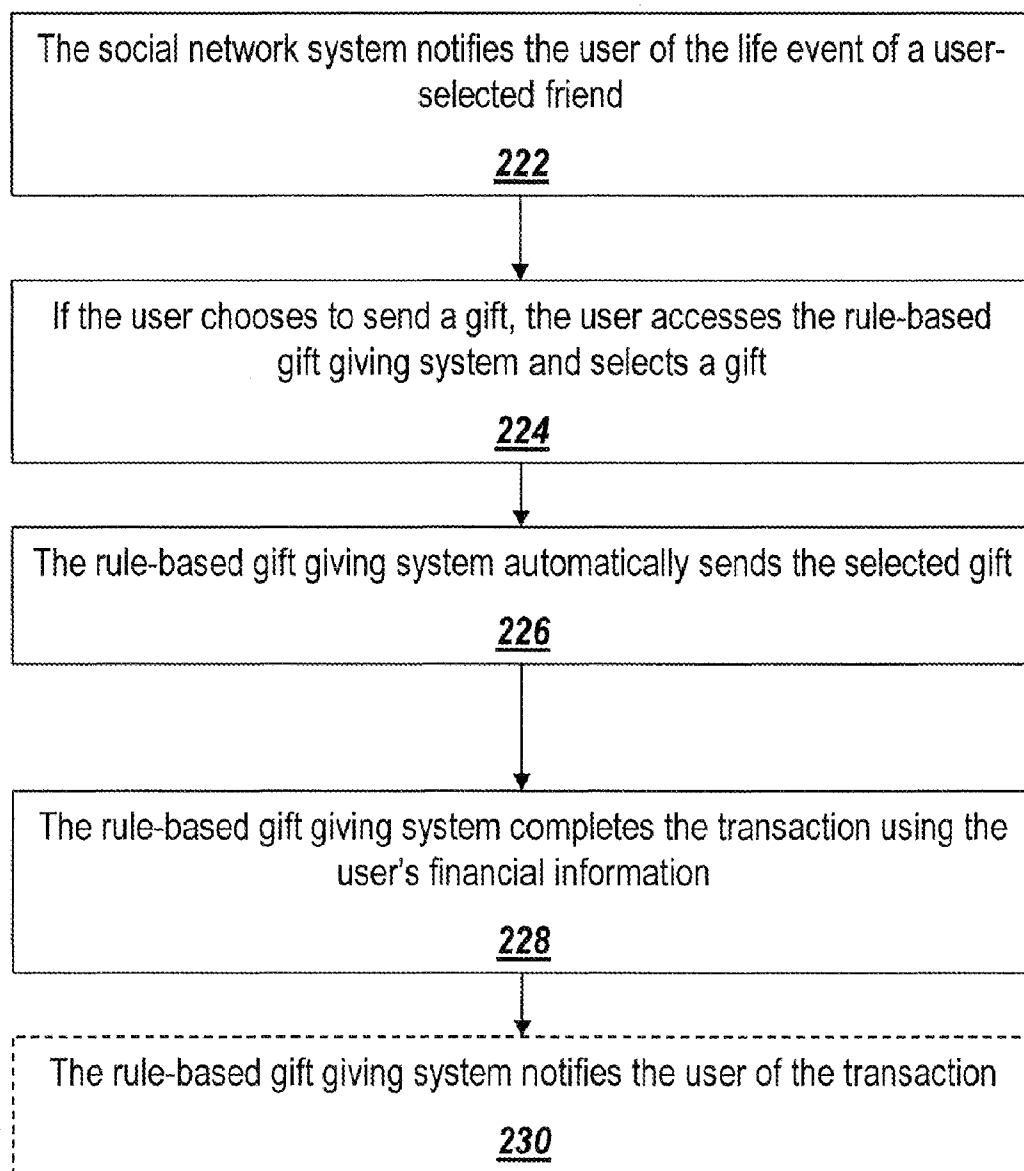 The social network system notifies the user of the life event of a user-
selected friend
222
If the user chooses to send a gift, the user accesses the rule-based
gift giving system and selects a gift
224
The rule-based gift giving system automatically sends the selected gift
226
The rule-based gift giving system completes the transaction using the
user's financial information
228
The rule-based gift giving system notifies the user of the transaction
230